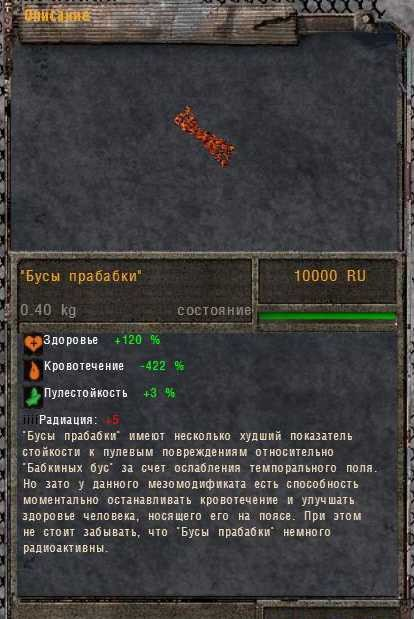 Описание
"Бусы прабабки"
10000 RU
0.40 kg
состояние
Здоровье +120 %
Кровотечение -422 %
Пулестойкость +3 %
Радиация: +5
"Бусы прабабки" имеют несколько худший показатель
стойкости к пулевым повреждениям относительно
"Бабкиных бус" за счет ослабления темпорального поля.
Но зато у данного мезомодификата есть способность
моментально останавливать кровотечение и улучшать
здоровье человека, носящего его на поясе. При этом
не стоит забывать, что "Бусы прабабки" немного
радиоактивны.